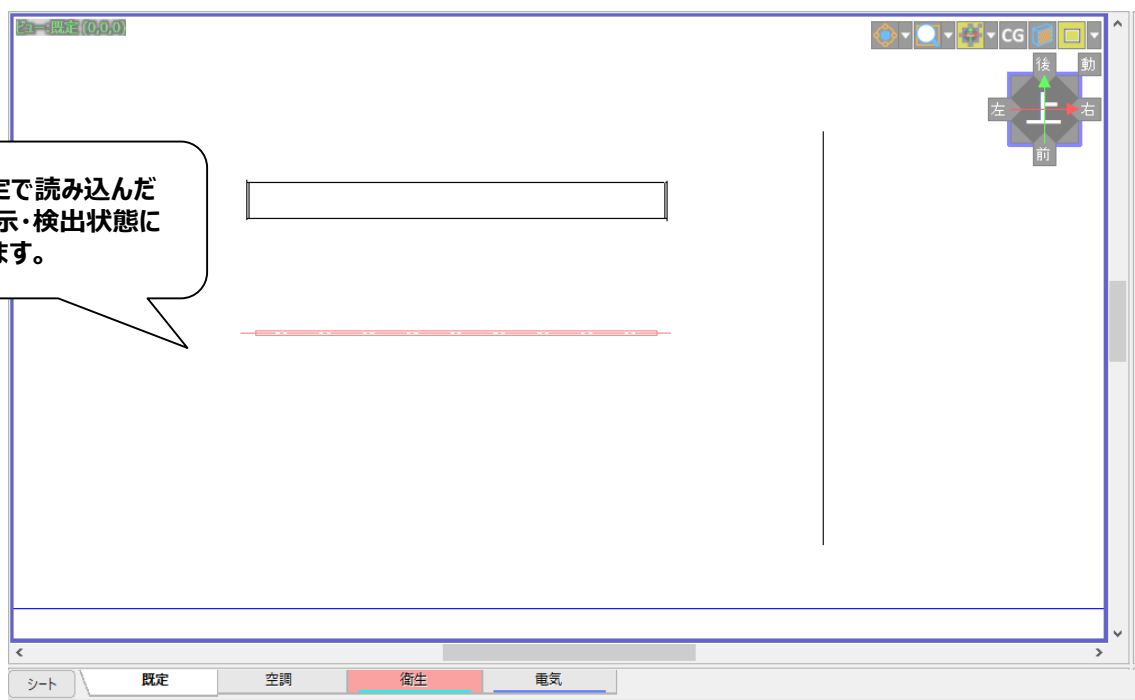 ビュー:既定 (0,0,0)
CG
後
動
左
上
右
前
定で読み込んだ
示・検出状態に
ます。
シート
既定
空調
衛生
電気